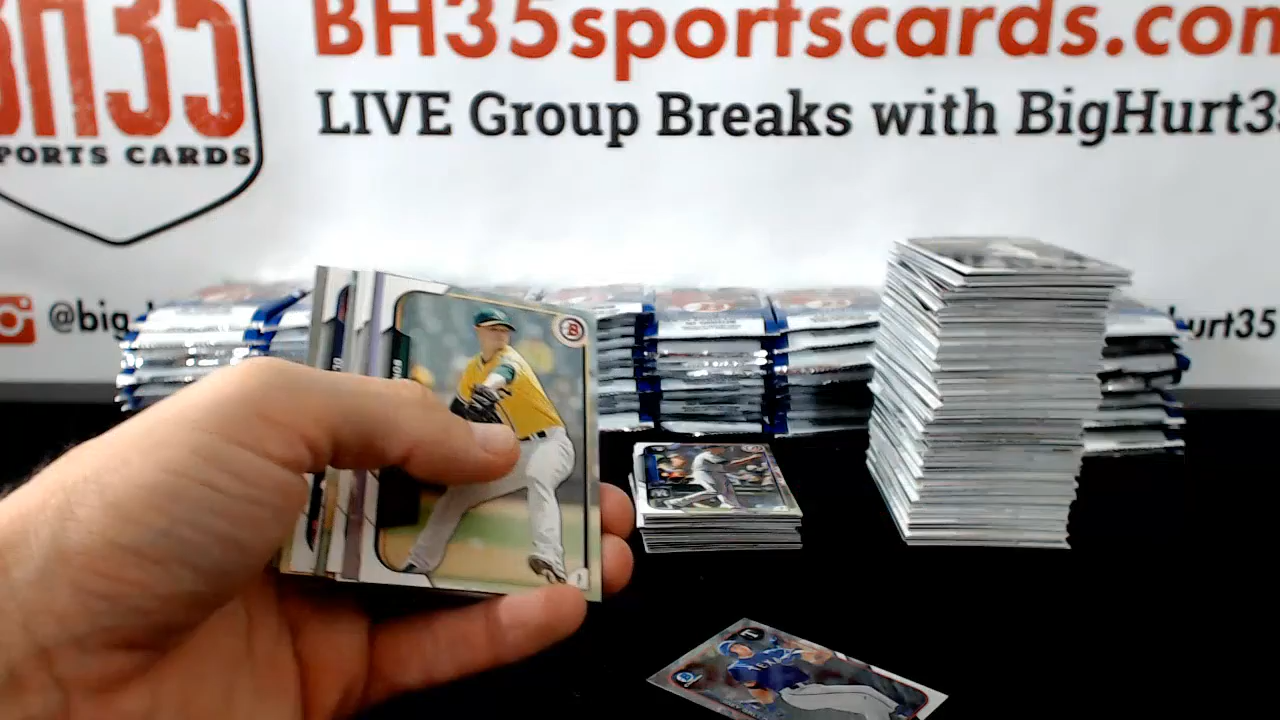 BH35
SPORTS CARDS
BH35sportscards.com
LIVE Group Breaks with BigHurt35
@big
hurt35